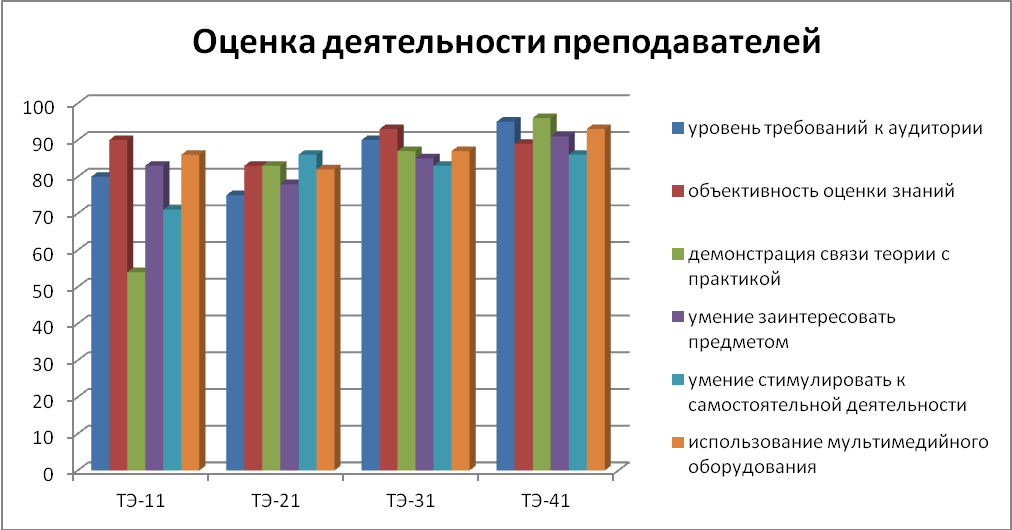 Оценка деятельности преподавателей
100
90
80
70
60
50
40
30
20
10
0
ТЭ-11
ТЭ-21
ТЭ-31
ТЭ-41
уровень требований к аудитории
объективность оценки знаний
демонстрация связи теории с
практикой
умение заинтересовать
предметом
умение стимулировать к
самостоятельной деятельности
использование мультимедийного
оборудования